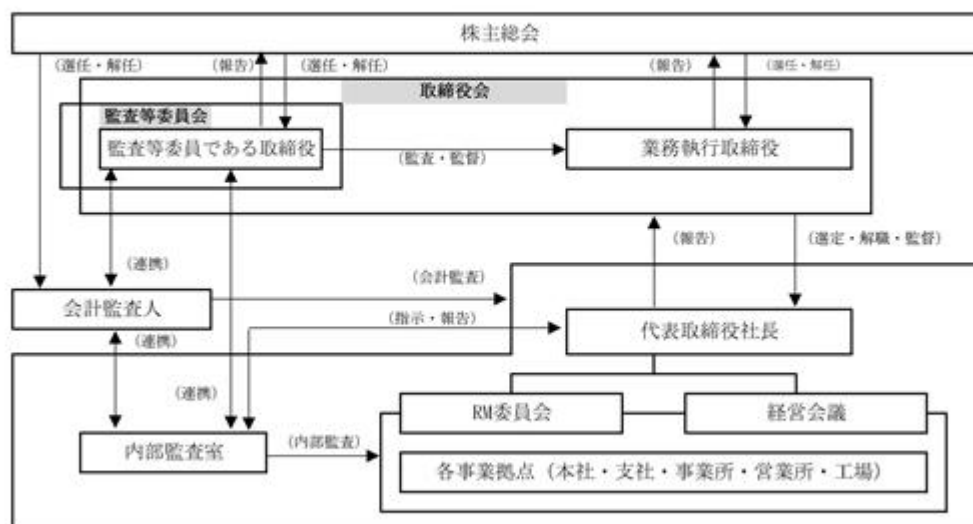 株主総会
(選任・解任)
(報告)
(選任・解任)
(報告)
(選任・解任)
取締役会
監査等委員会
監査等委員である取締役
(監査・監督)
業務執行取締役
(連携)
(報告)
(選定・解職・監督)
(会計監査)
会計監査人
(指示・報告)
代表取締役社長
(連携)
(連携)
RM委員会
経営会議
内部監査室
(内部監査)
各事業拠点（本社・支社・事業所・営業所・工場）